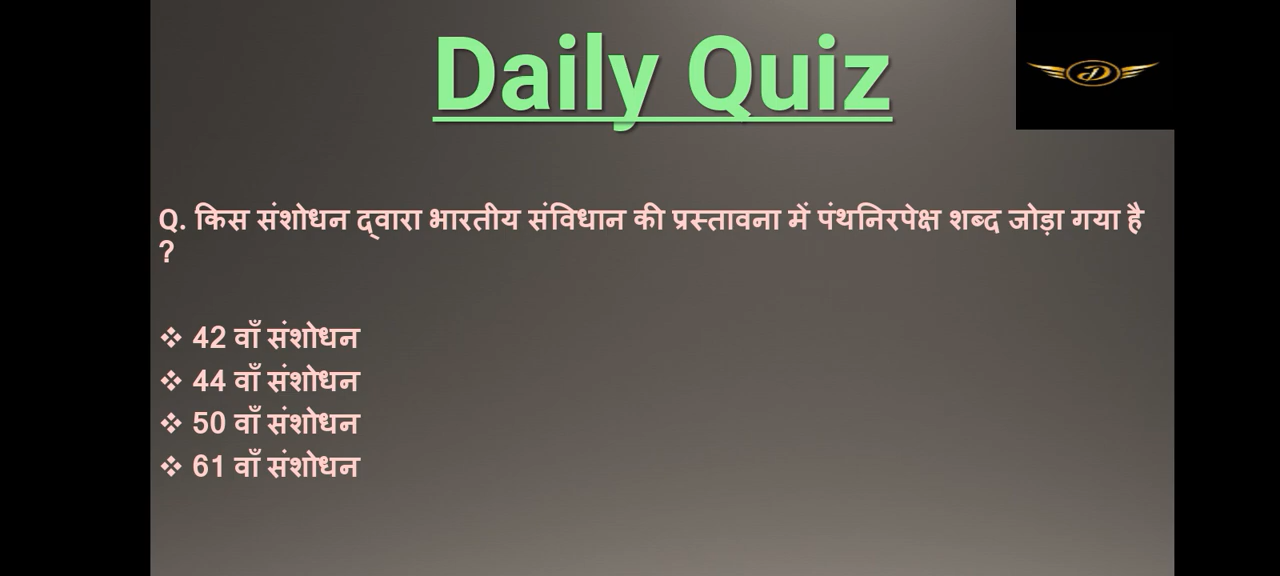 Daily Quiz
Q. किस संशोधन द्वारा भारतीय संविधान की प्रस्तावना में पंथनिरपेक्ष शब्द जोड़ा गया है
?
❖ 42 वाँ संशोधन
❖ 44 वाँ संशोधन
❖ 50 वाँ संशोधन
❖ 61 वाँ संशोधन